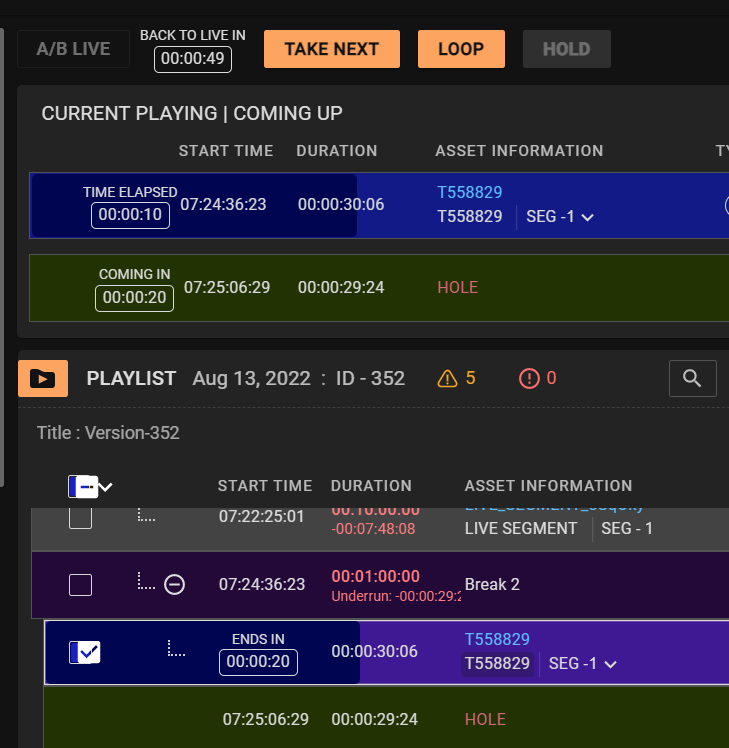 A/B LIVE
BACK TO LIVE IN
00:00:49
TAKE NEXT
LOOP
HOLD
CURRENT PLAYING | COMING UP
START TIME DURATION ASSET INFORMATION TY
TIME ELAPSED
00:00:10
07:24:36:23 00:00:30:06
T558829
T558829 SEG -1
COMING IN
00:00:20
07:25:06:29 00:00:29:24 HOLE
PLAYLIST Aug 13, 2022 : ID - 352 5 0
Title : Version-352
START TIME DURATION ASSET INFORMATION
07:22:25:01
00:10:00:00
-00:07:48:08
LIVE SEGMENT SEG - 1
07:24:36:23
00:01:00:00
Underrun: -00:00:29:2
Break 2
ENDS IN
00:00:20
00:00:30:06
T558829
T558829 SEG -1
07:25:06:29 00:00:29:24 HOLE